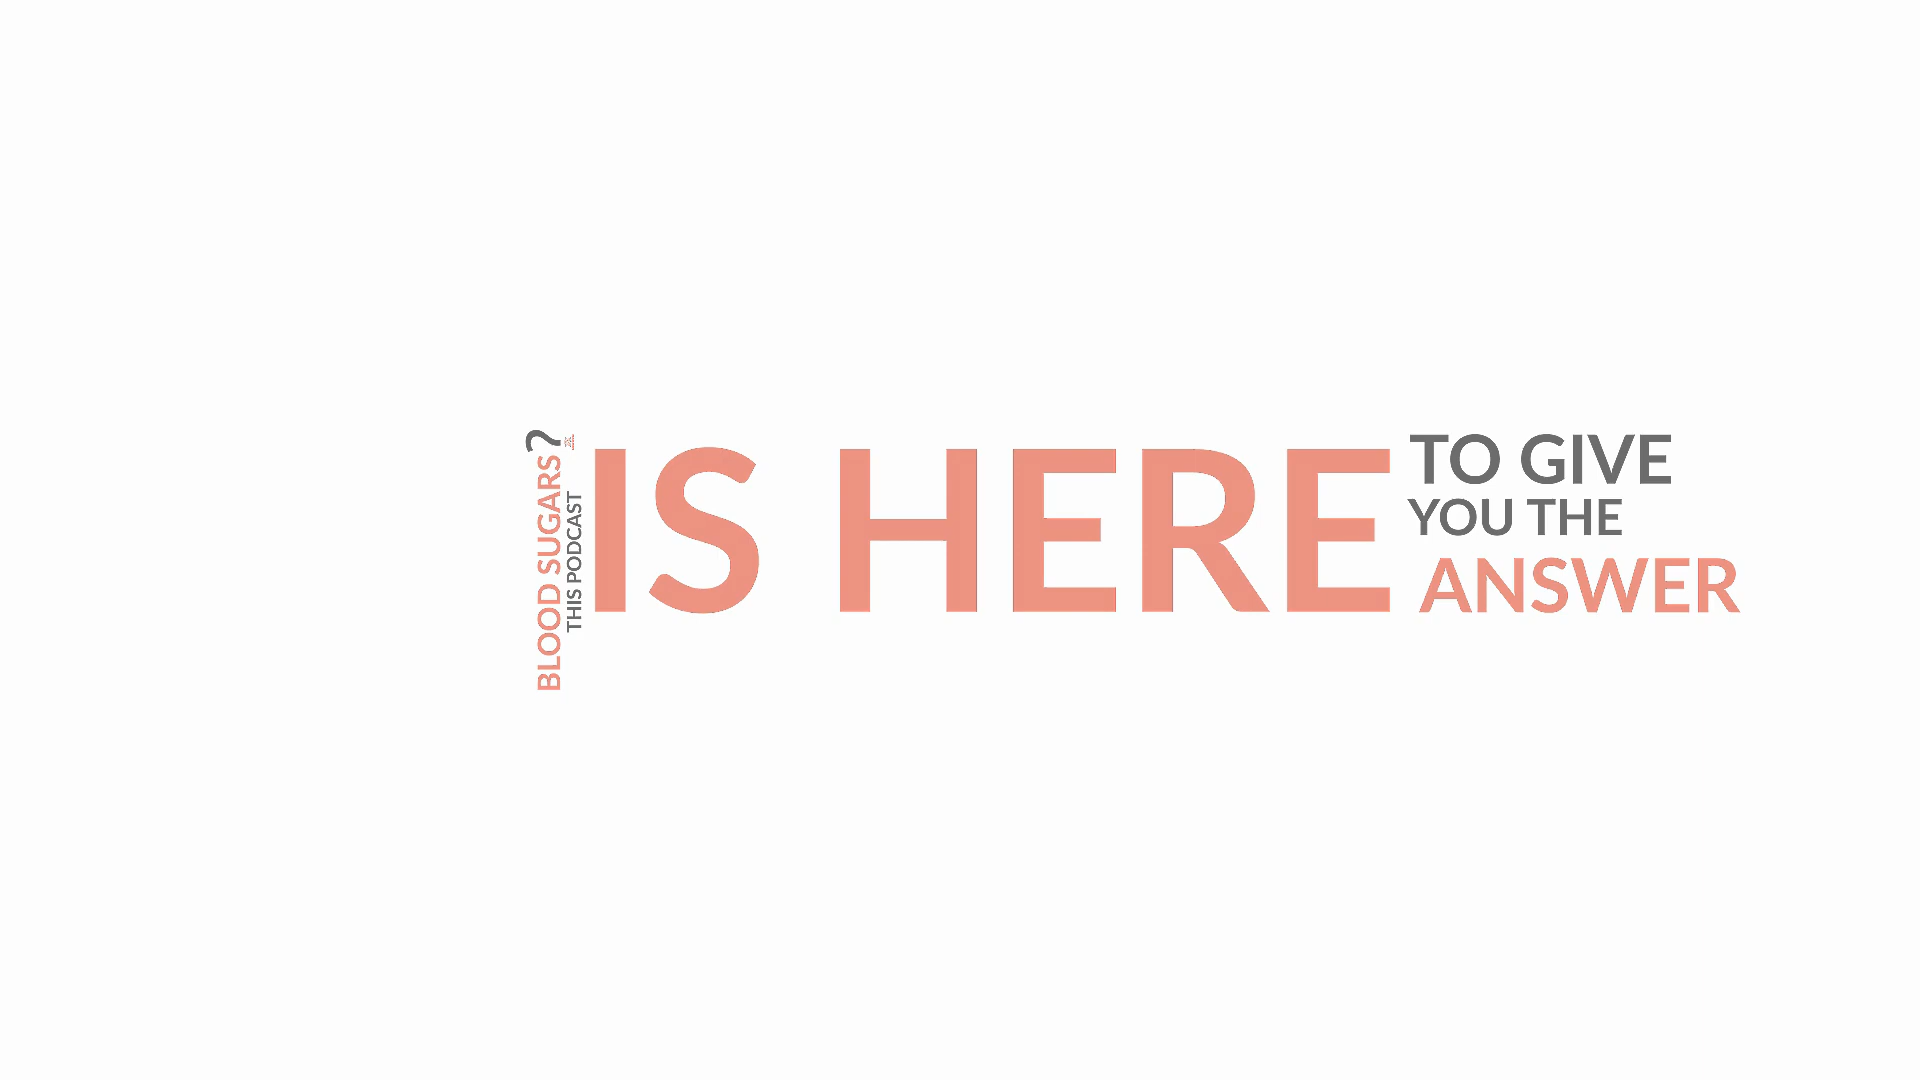 BLOOD SUGARS?
THIS PODCAST
IS HERE
TO GIVE
YOU THE
ANSWER